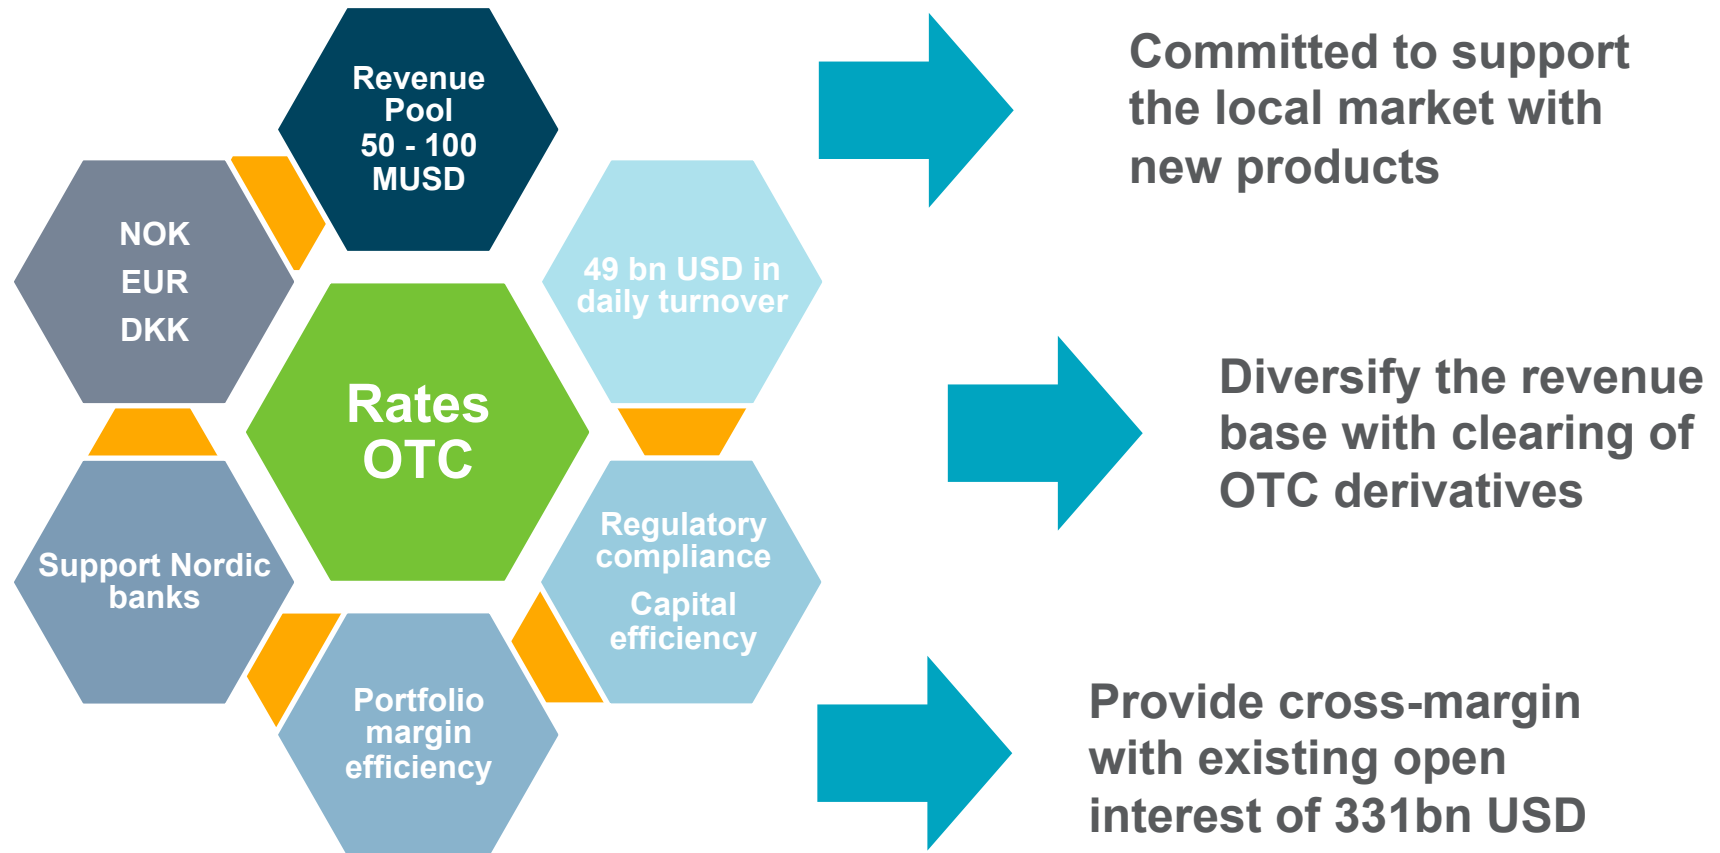 Revenue
Pool
50 - 100
MUSD
NOK
EUR
DKK
49 bn USD in
daily turnover
Rates
OTC
Support Nordic
banks
Regulatory
compliance
Capital
efficiency
Portfolio
margin
efficiency
Committed to support
the local market with
new products
Diversify the revenue
base with clearing of
OTC derivatives
Provide cross-margin
with existing open
interest of 331bn USD